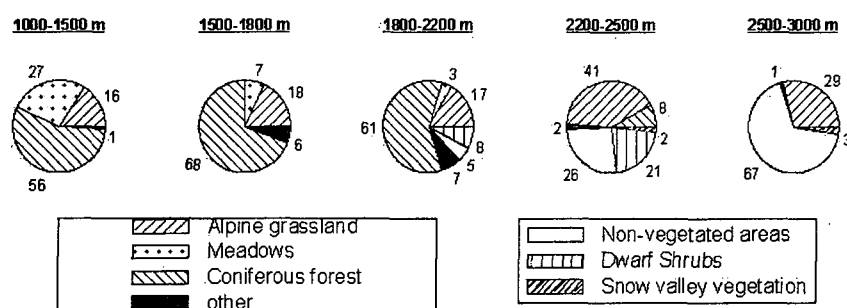 1000-1500 m
1500-1800 m
1800-2200 m
2200-2500 m
2500-3000 m
27
16
1
56
7
18
6
68
3
17
8
5
7
61
41
8
2
21
26
2
1
29
3
67
Alpine grassland
Meadows
Coniferous forest
other
Non-vegetated areas
Dwarf Shrubs
Snow valley vegetation